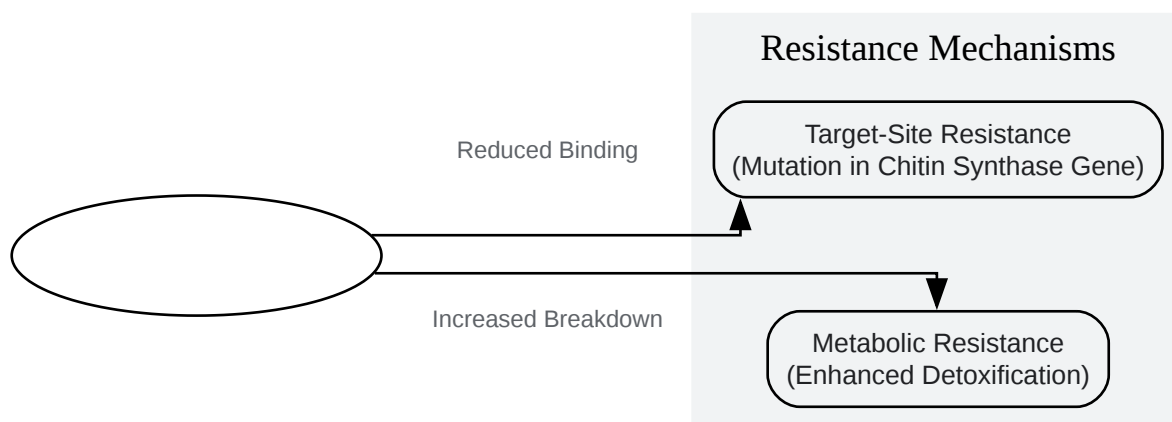 Resistance Mechanisms
Target-Site Resistance
(Mutation in Chitin Synthase Gene)
Reduced Binding
Increased Breakdown
Metabolic Resistance
(Enhanced Detoxification)